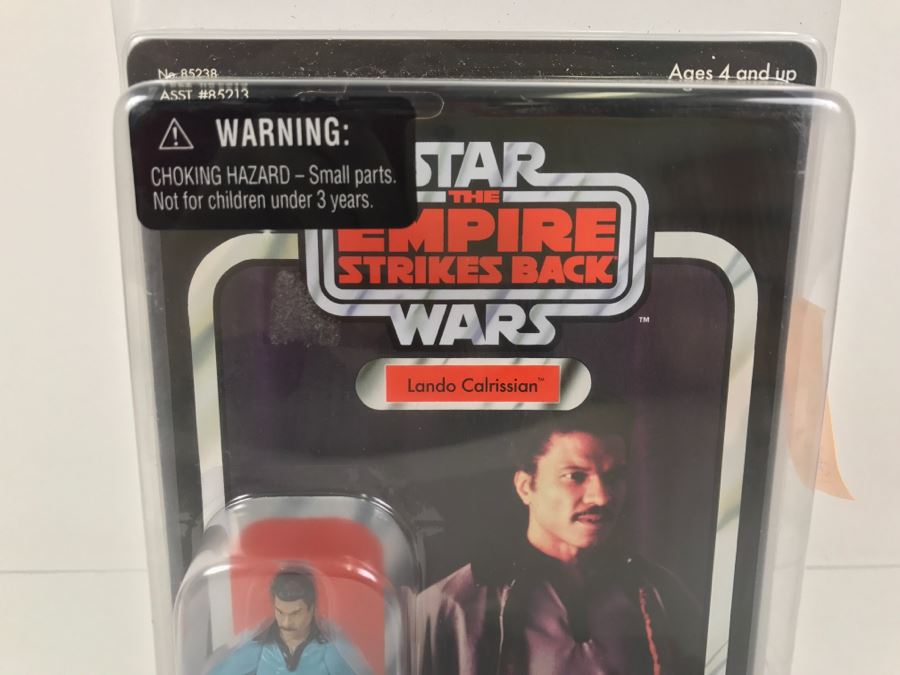 No. 85238
ASST. #85213
Ages 4 and up
WARNING:
CHOKING HAZARD – Small parts.
Not for children under 3 years.
STAR
THE
EMPIRE
STRIKES BACK
WARS
™
Lando Calrissian™